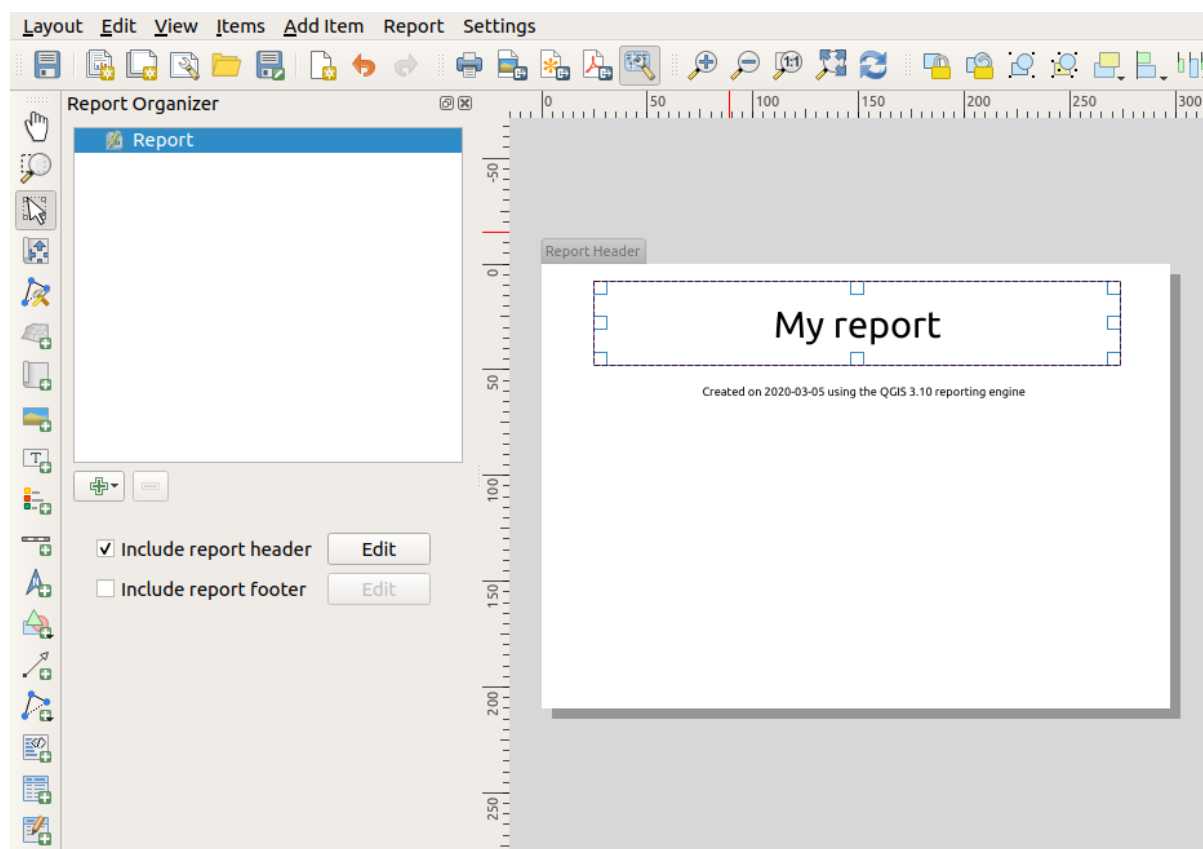 Layout Edit View Items Add Item Report Settings
Report Organizer
Report
Include report header Edit
Include report footer Edit
0 50 100 150 200 250 300
-50
0
50
100
150
200
250
Report Header
My report
Created on 2020-03-05 using the QGIS 3.10 reporting engine